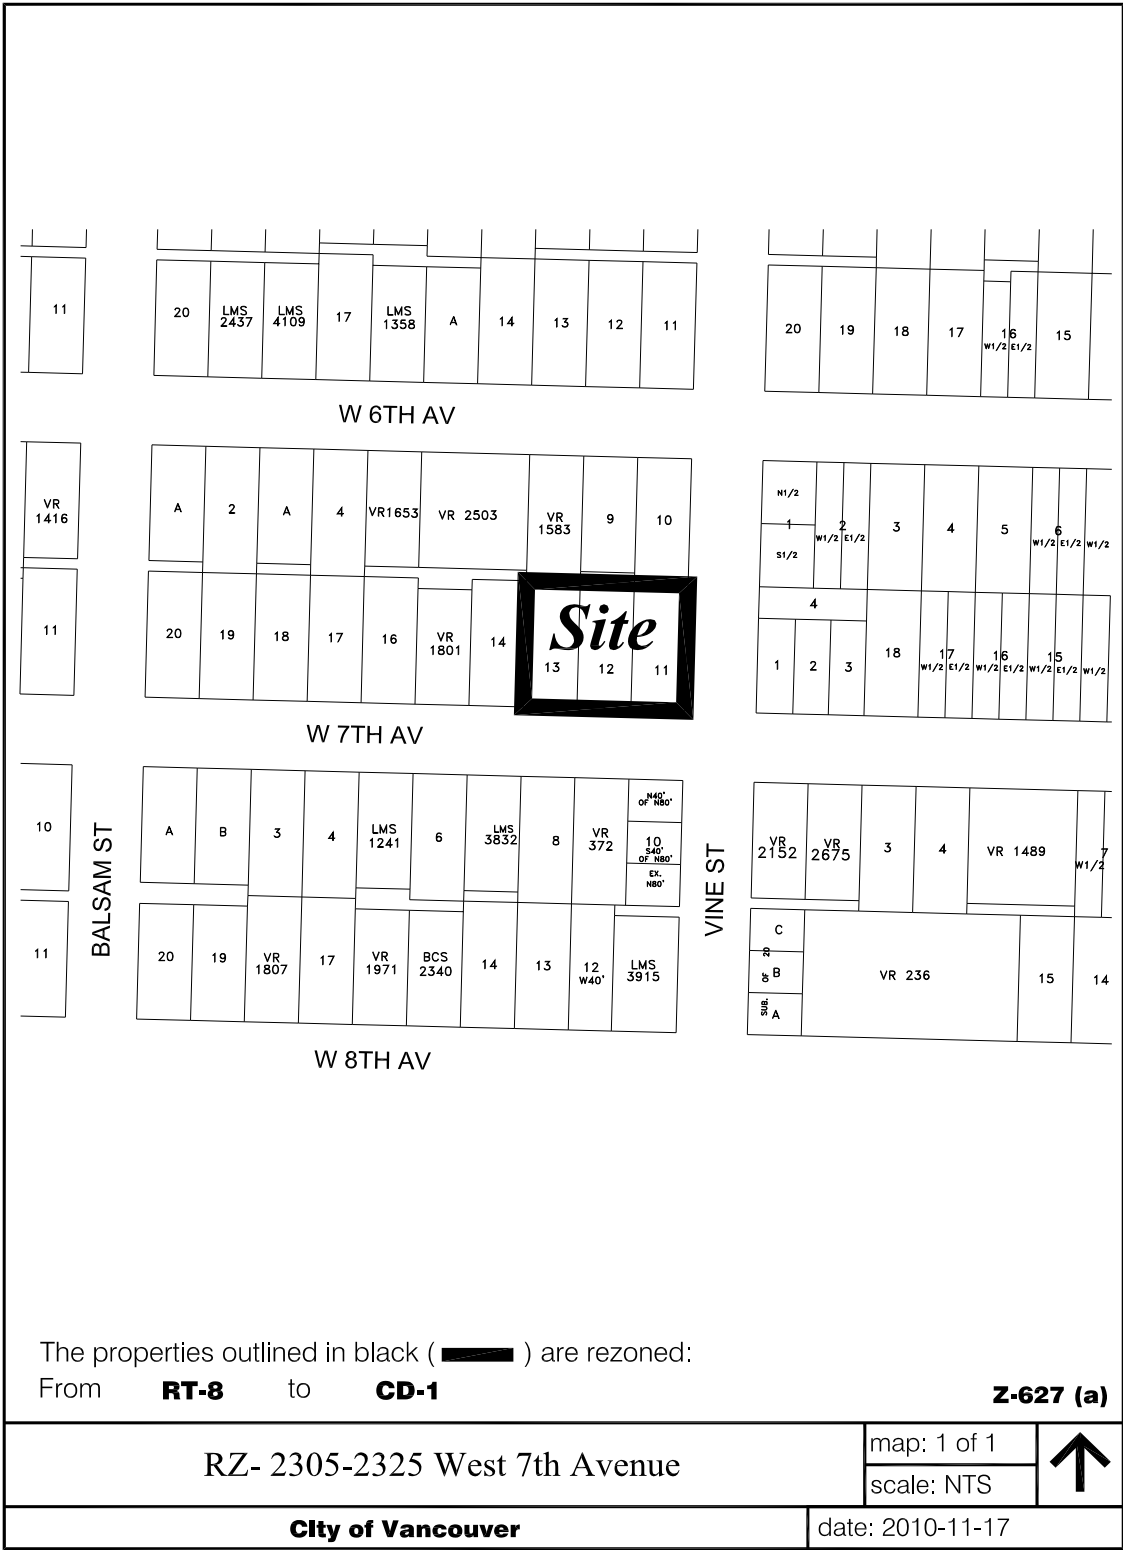 11
20
LMS
2437
LMS
4109
17
LMS
1358
A
14
13
12
11
20
19
18
17
16
W1/2 E1/2
15
W 6TH AV
VR
1416
A
2
A
4
VR1653
VR 2503
VR
1583
9
10
N1/2
1
S1/2
2
W1/2 E1/2
3
4
5
6
W1/2 E1/2 W1/2
11
20
19
18
17
16
VR
1801
14
Site
13
12
11
4
1
2
3
18
17
W1/2 E1/2
16
W1/2 E1/2
15
W1/2 E1/2
W1/2
W 7TH AV
10
A
B
3
4
LMS
1241
6
LMS
3832
8
VR
372
N40'
OF N80'
10
S40'
OF N80'
EX.
N80'
VR
2152
VR
2675
3
4
VR 1489
7
W1/2
BALSAM ST
VINE ST
11
20
19
VR
1807
17
VR
1971
BCS
2340
14
13
12
W40'
LMS
3915
C
B
A
SUB. OF 20
VR 236
15
14
W 8TH AV
The properties outlined in black ( ) are rezoned:
From RT-8 to CD-1
Z-627 (a)
RZ- 2305-2325 West 7th Avenue
map: 1 of 1
scale: NTS
City of Vancouver
date: 2010-11-17